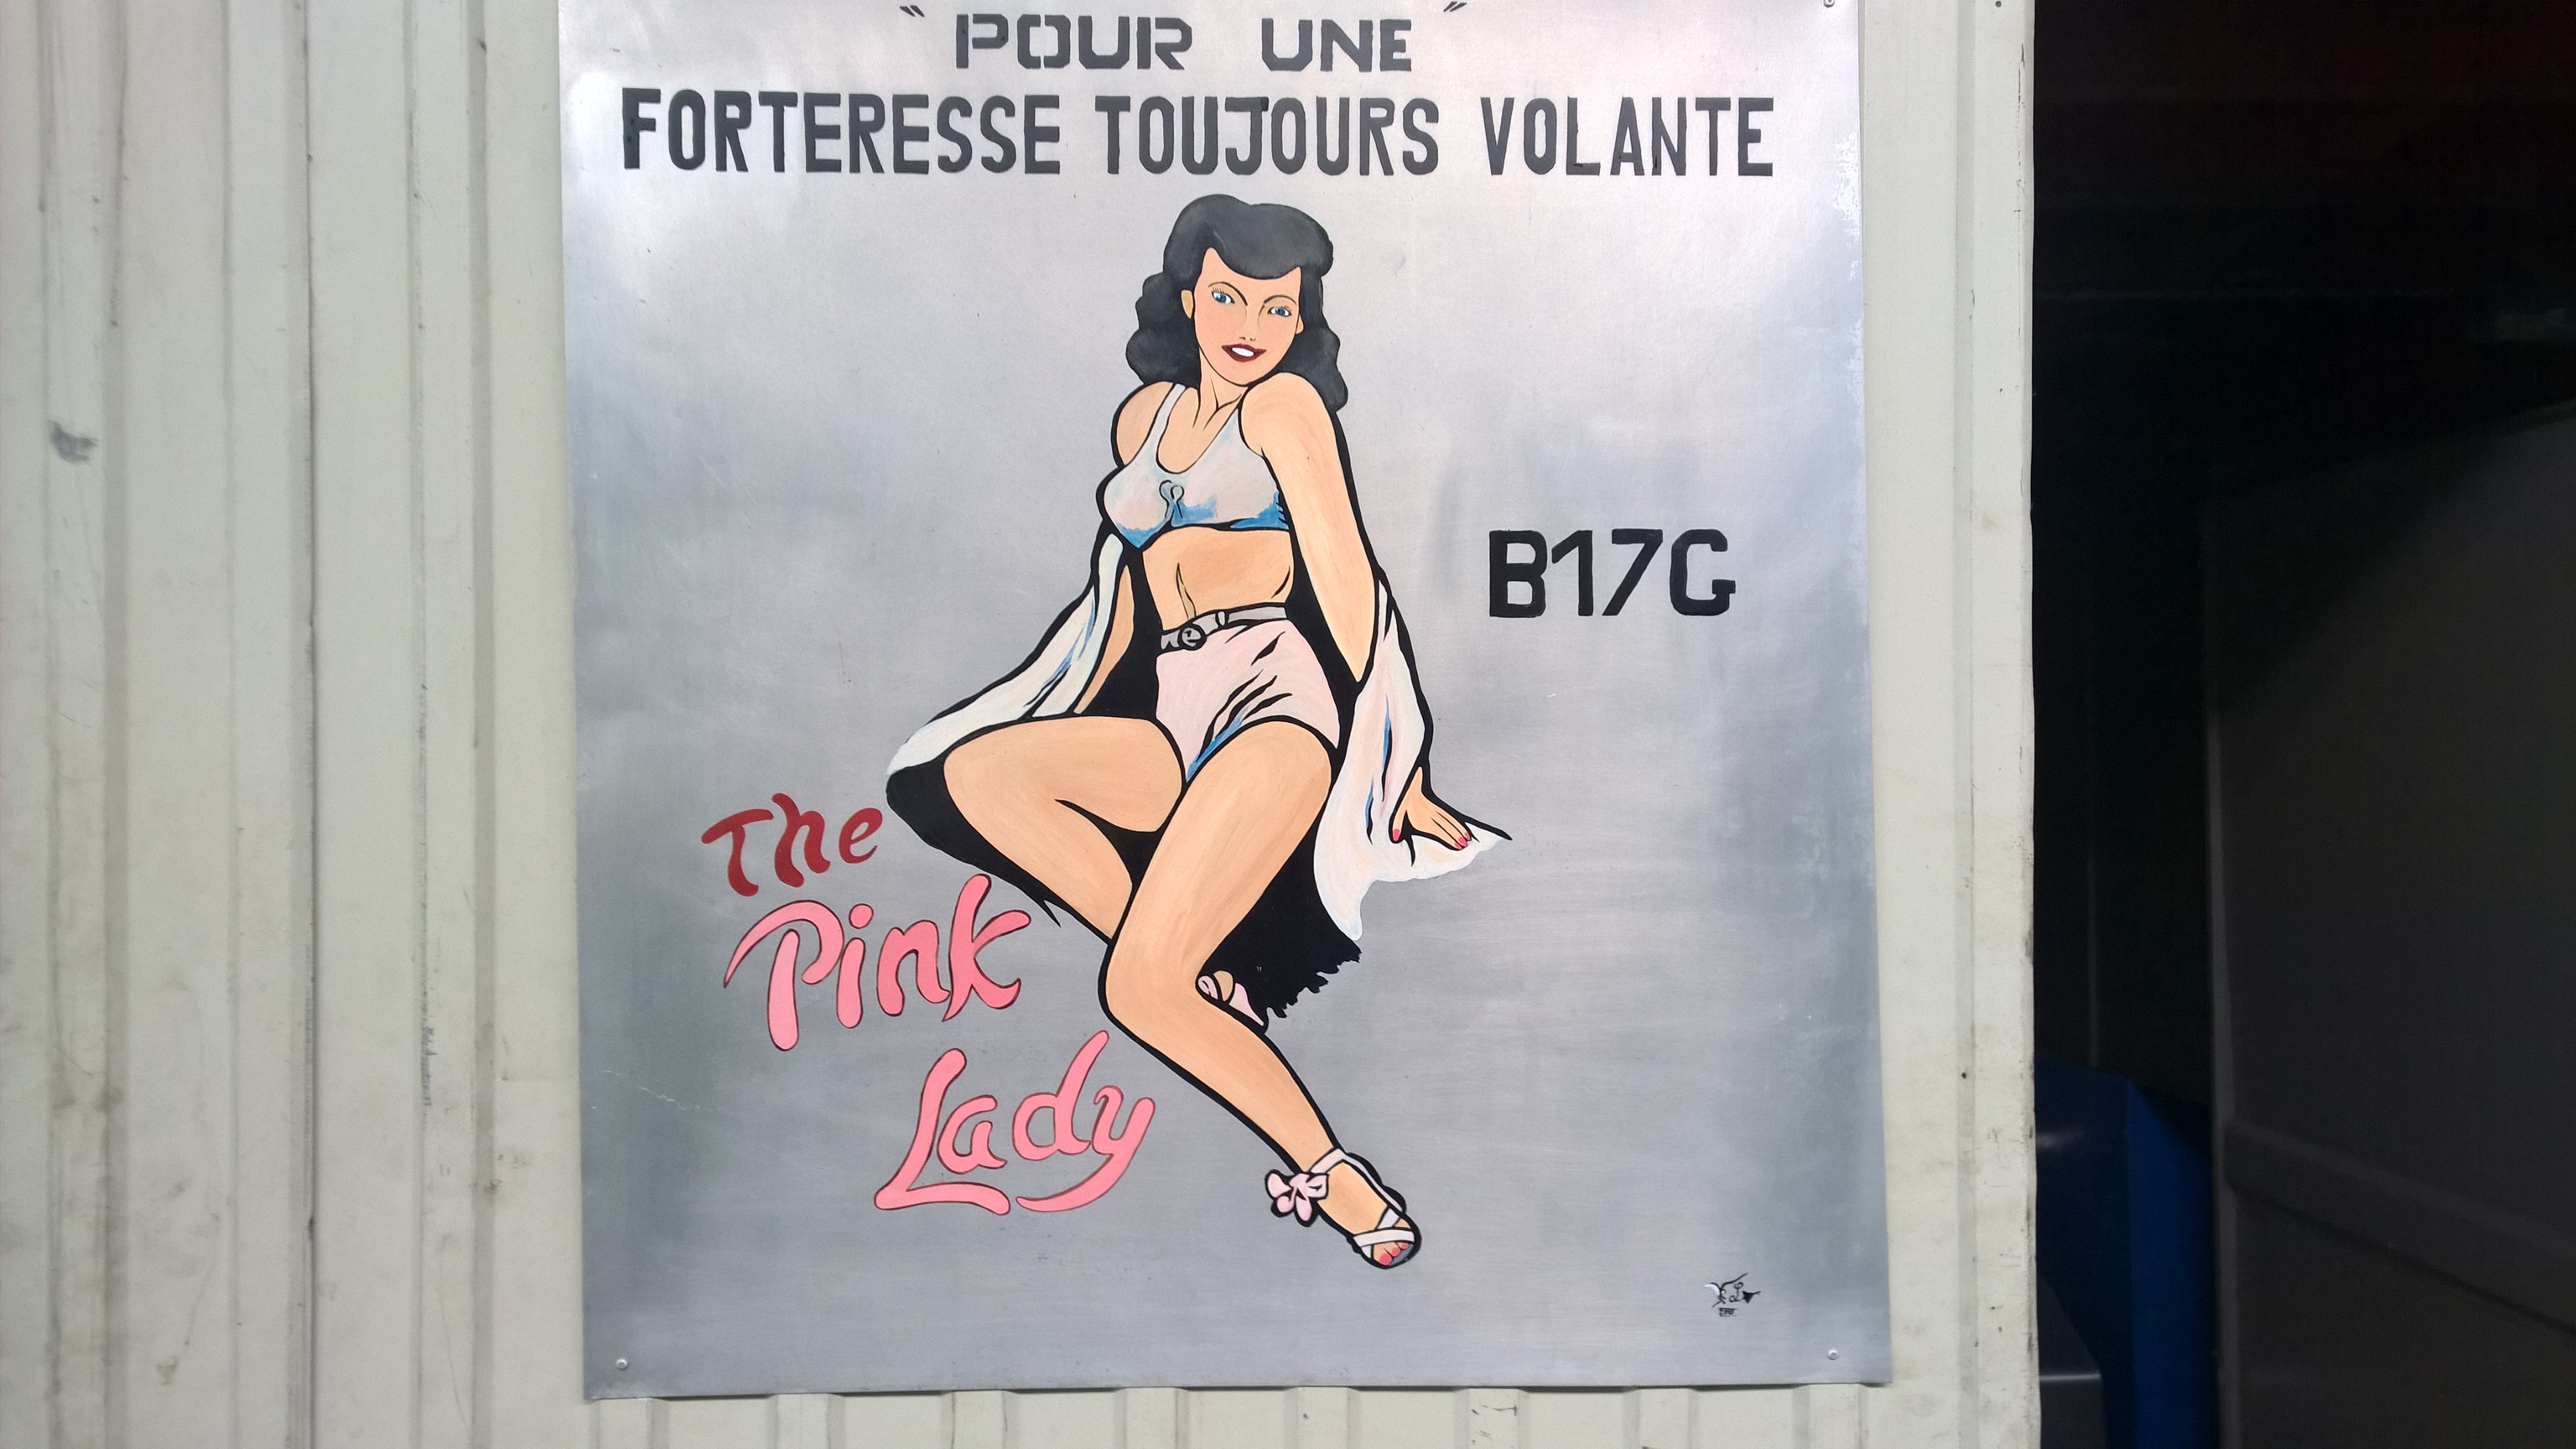 "POUR UNE"
FORTERESSE TOUJOURS VOLANTE
B17G
The
Pink
Lady